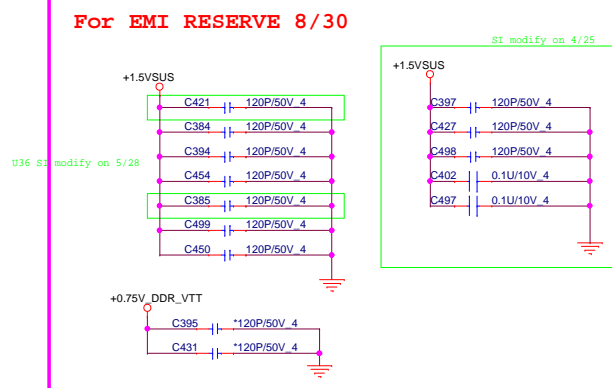 For EMI RESERVE 8/30
SI modify on 4/25
+1.5VSUS
C421 120P/50V_4
C384 120P/50V_4
C394 120P/50V_4
U36 SI modify on 5/28
C454 120P/50V_4
C385 120P/50V_4
C499 120P/50V_4
C450 120P/50V_4
+1.5VSUS
C397 120P/50V_4
C427 120P/50V_4
C498 120P/50V_4
C402 0.1U/10V_4
C497 0.1U/10V_4
+0.75V_DDR_VTT
C395 *120P/50V_4
C431 *120P/50V_4